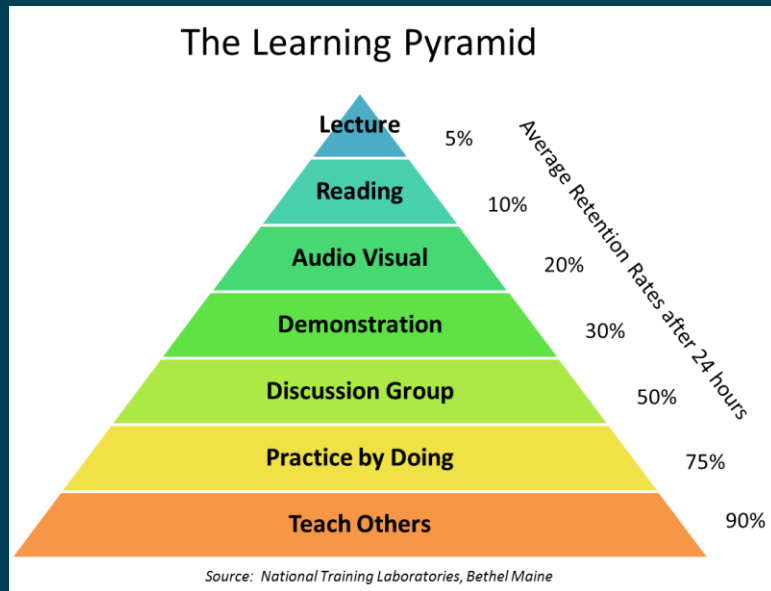 The Learning Pyramid
Lecture
5%
Reading
10%
Audio Visual
20%
Demonstration
30%
Discussion Group
50%
Practice by Doing
75%
Teach Others
90%
Average Retention Rates after 24 hours
Source: National Training Laboratories, Bethel Maine